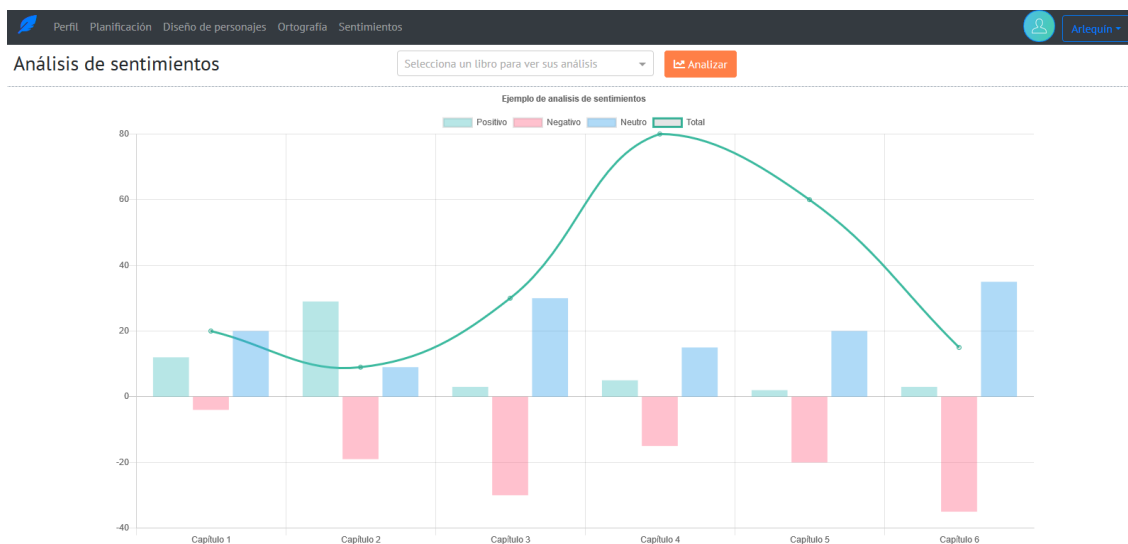 Perfil Planificación Diseño de personajes Ortografía Sentimientos Arlequín
Análisis de sentimientos Selecciona un libro para ver sus análisis Analizar
Ejemplo de analisis de sentimientos
Positivo Negativo Neutro Total
80
60
40
20
0
-20
-40
Capítulo 1 Capítulo 2 Capítulo 3 Capítulo 4 Capítulo 5 Capítulo 6